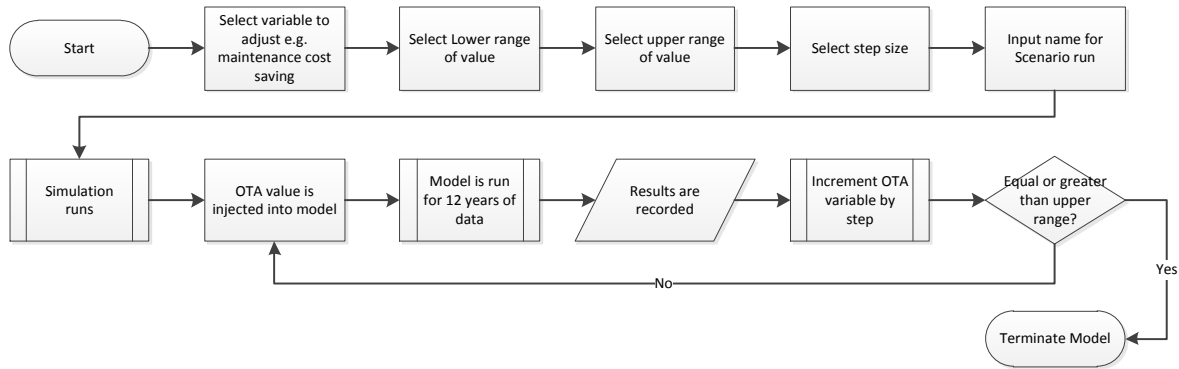 Start
Select variable to
adjust e.g.
maintenance cost
saving
Select Lower range
of value
Select upper range
of value
Select step size
Input name for
Scenario run
Simulation
runs
OTA value is
injected into model
Model is run
for 12 years of
data
Results are
recorded
Increment OTA
variable by
step
Equal or greater
than upper
range?
No
Yes
Terminate Model